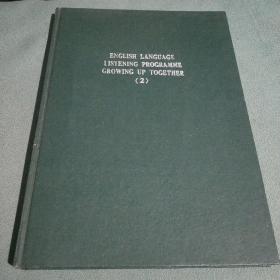 ENGLISH LANGUAGE
LISTENING PROGRAMME
GROWING UP TOGETHER
(2)